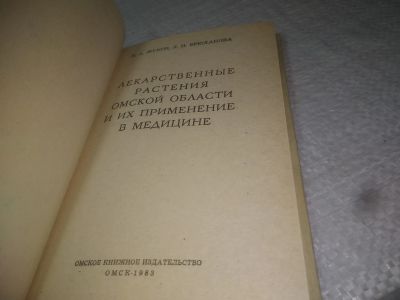 ЛЕКАРСТВЕННЫЕ
РАСТЕНИЯ
ОМСКОЙ ОБЛАСТИ
И ИХ ПРИМЕНЕНИЕ
В МЕДИЦИНЕ
ОМСКОЕ КНИЖНОЕ ИЗДАТЕЛЬСТВО
ОМСК—1963